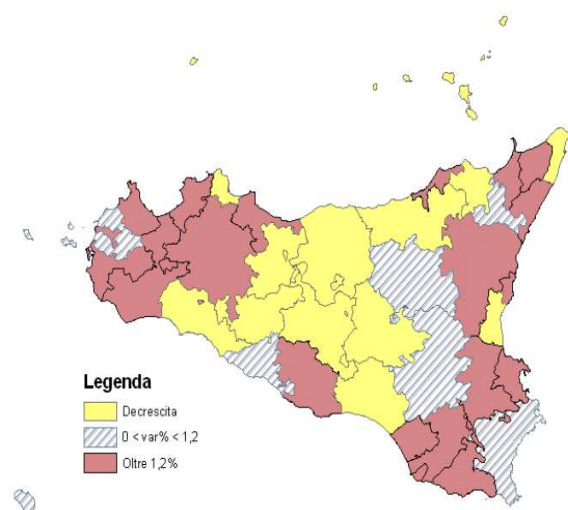 Legenda
Decrescita
0 < var% < 1,2
Oltre 1,2%